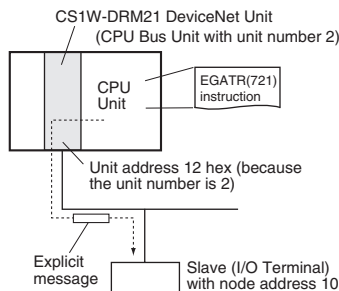 CS1W-DRM21 DeviceNet Unit
(CPU Bus Unit with unit number 2)
CPU
Unit
EGATR(721)
instruction
Unit address 12 hex (because
the unit number is 2)
Explicit
message
Slave (I/O Terminal)
with node address 10